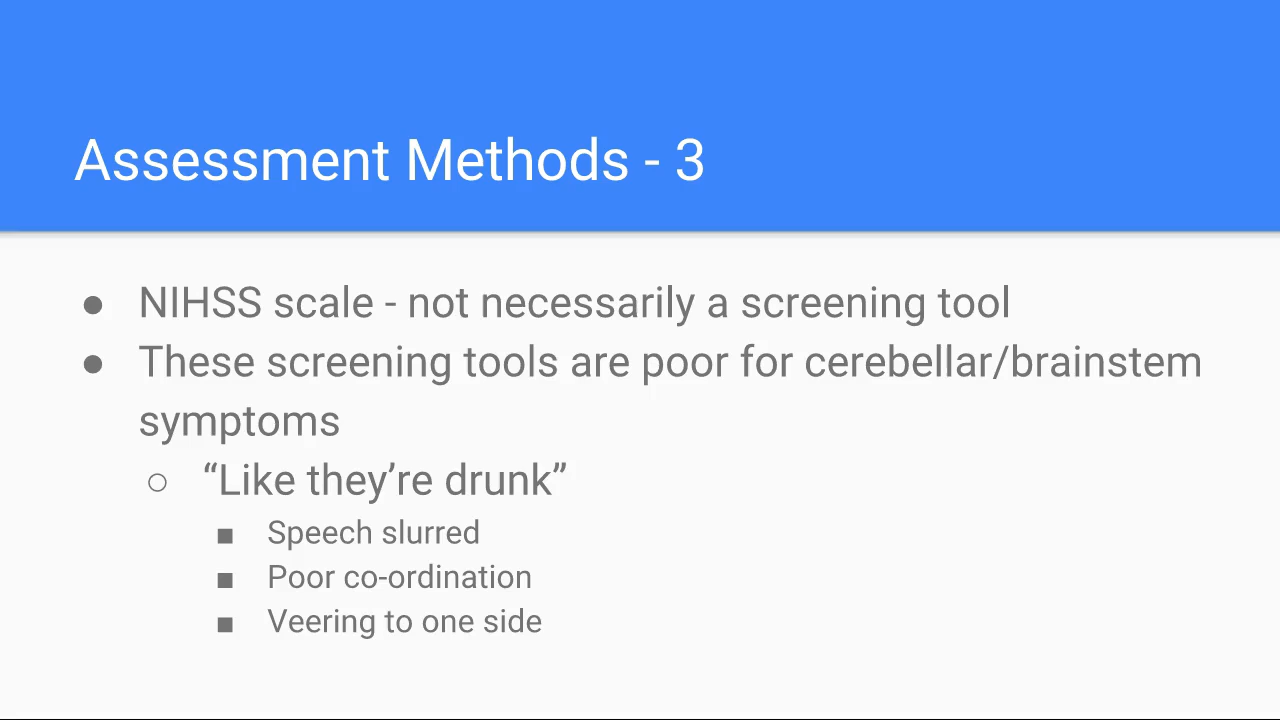 Assessment Methods - 3
● NIHSS scale - not necessarily a screening tool
● These screening tools are poor for cerebellar/brainstem
symptoms
○ “Like they’re drunk”
■ Speech slurred
■ Poor co-ordination
■ Veering to one side